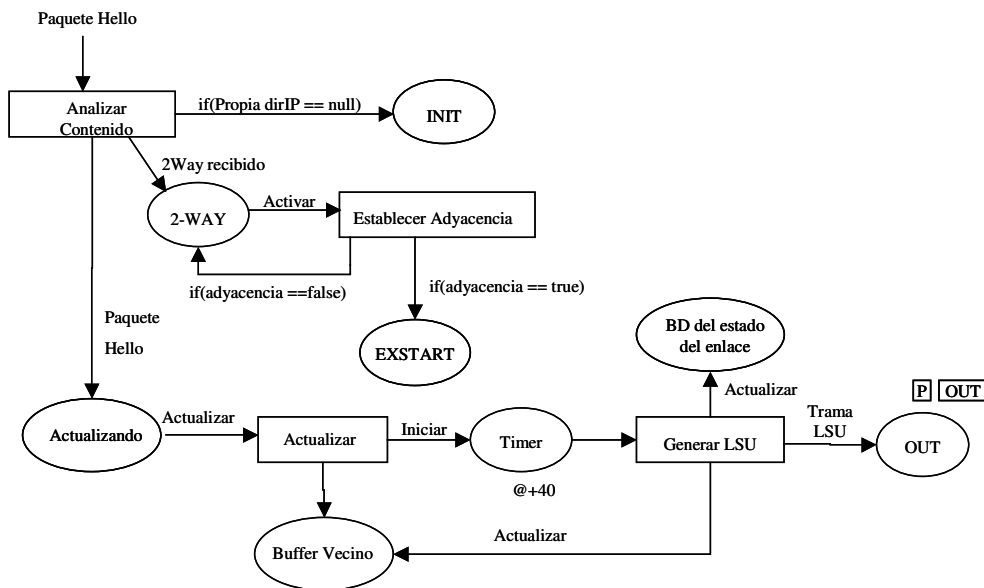 Paquete Hello
Analizar
Contenido
if(Propia dirIP == null)
INIT
2Way recibido
2-WAY
Activar
Establecer Adyacencia
if(adyacencia ==false)
if(adyacencia == true)
Paquete
Hello
EXSTART
BD del estado
del enlace
Actualizar
P OUT
Trama
LSU
Actualizando
Actualizar
Actualizar
Iniciar
Timer
Generar LSU
OUT
@+40
Actualizar
Buffer Vecino